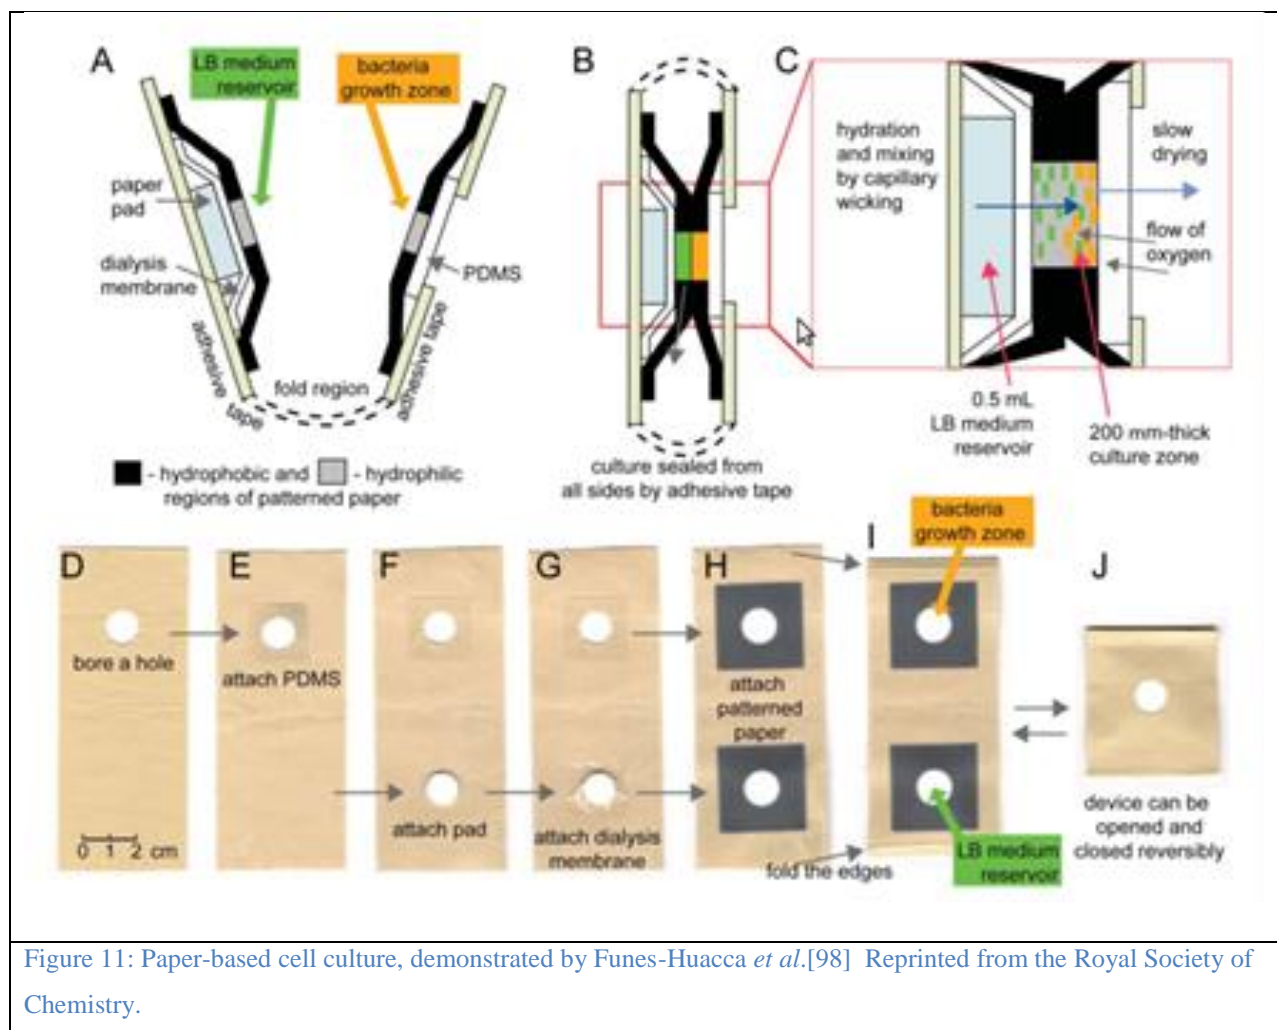 A
LB medium
reservoir
bacteria
growth zone
paper
pad
dialysis
membrane
PDMS
adhesive
tape
adhesive tape
fold region
- hydrophobic and
- hydrophilic
regions of patterned paper
B
culture sealed from
all sides by adhesive tape
C
hydration
and mixing
by capillary
wicking
slow
drying
flow of
oxygen
0.5 mL
LB medium
reservoir
200 mm-thick
culture zone
D
bore a hole
0 1 2 cm
E
attach PDMS
F
attach pad
G
attach dialysis
membrane
H
attach
patterned
paper
fold the edges
I
bacteria
growth zone
LB medium
reservoir
J
device can be
opened and
closed reversibly
Figure 11: Paper-based cell culture, demonstrated by Funes-Huacca et al.[98] Reprinted from the Royal Society of
Chemistry.